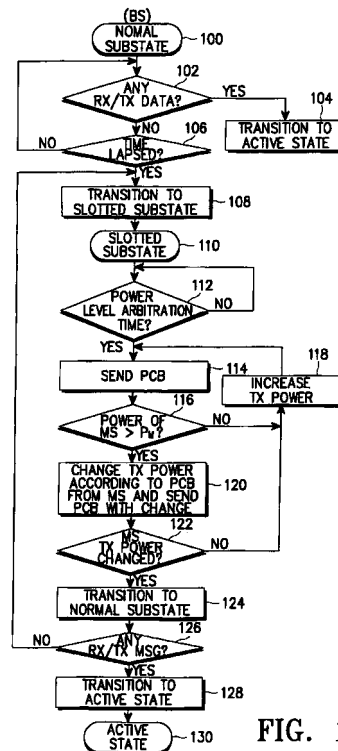 (BS)
NOMAL
SUBSTATE
100
102
ANY
RX/TX DATA?
YES
104
NO
106
TRANSITION TO
ACTIVE STATE
NO
TIME
LAPSED?
YES
TRANSITION TO
SLOTTED SUBSTATE
108
SLOTTED
SUBSTATE
110
112
POWER
LEVEL ARBITRATION
TIME?
NO
YES
118
SEND PCB
114
INCREASE
TX POWER
116
POWER OF
MS > PM?
NO
YES
CHANGE TX POWER
ACCORDING TO PCB
FROM MS AND SEND
PCB WITH CHANGE
120
122
MS
TX POWER
CHANGED?
NO
YES
TRANSITION TO
NORMAL SUBSTATE
124
NO
126
ANY
RX/TX MSG?
YES
TRANSITION TO
ACTIVE STATE
128
ACTIVE
STATE
130
FIG.